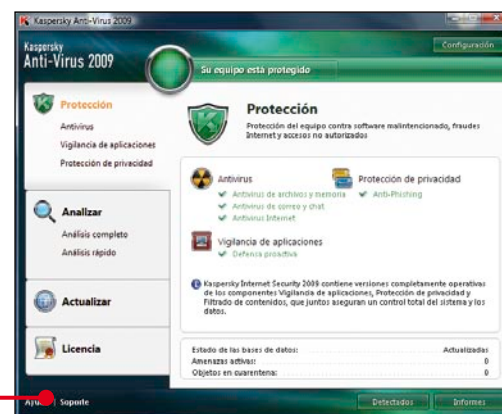 Kaspersky Anti-Virus 2009
Kaspersky
Anti-Virus 2009
Configuración
Su equipo está protegido
Protección
Antivirus
Vigilancia de aplicaciones
Protección de privacidad
Analizar
Análisis completo
Análisis rápido
Actualizar
Licencia
Protección
Protección del equipo contra software malintencionado, fraudes
Internet y accesos no autorizados
Antivirus
Antivirus de archivos y memoria
Antivirus de correo y chat
Antivirus Internet
Protección de privacidad
Anti-Phishing
Vigilancia de aplicaciones
Defensa proactiva
Kaspersky Internet Security 2009 contiene versiones completamente operativas
de los componentes Vigilancia de aplicaciones, Protección de privacidad y
Filtrado de contenidos, que juntos aseguran un control total del sistema y los
datos.
Estado de las bases de datos: Actualizadas
Amenazas activas: 0
Objetos en cuarentena: 0
Soporte
Detectados
Informes